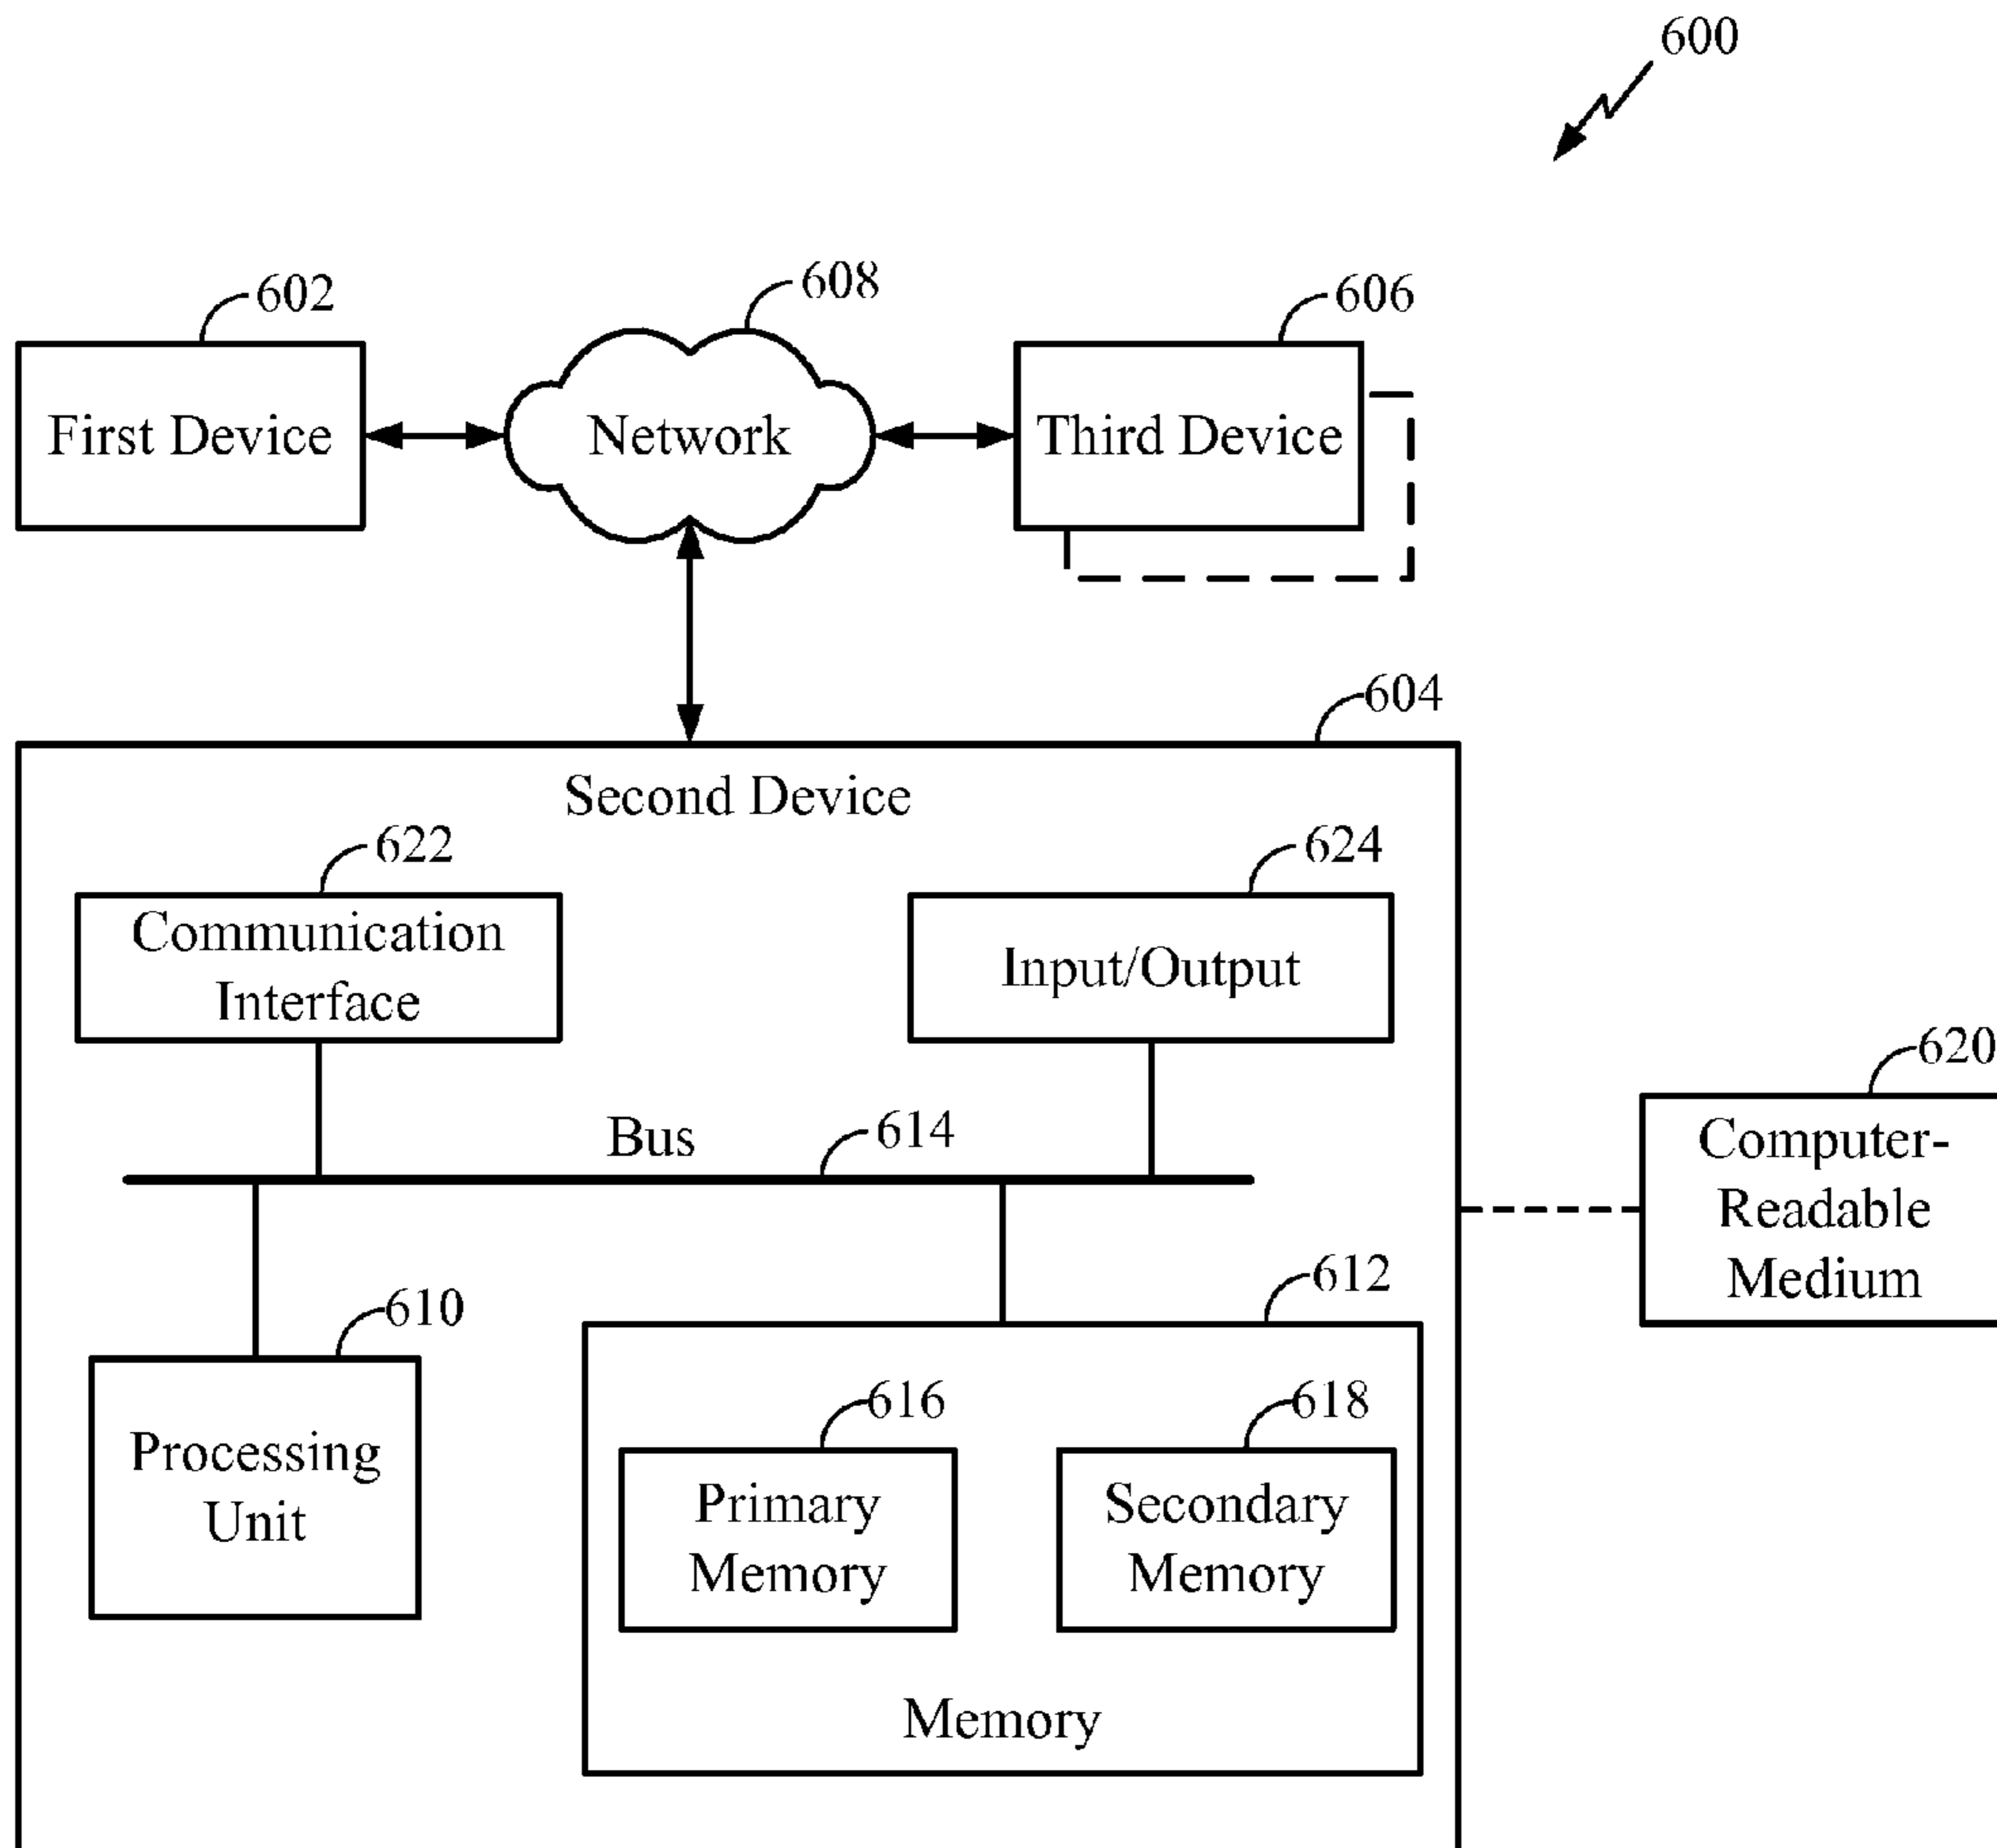 600
602
608
606
First Device
Network
Third Device
604
Second Device
622
624
Communication
Interface
Input/Output
620
Computer-
Readable
Medium
Bus
614
612
610
Processing
Unit
616
618
Primary
Memory
Secondary
Memory
Memory